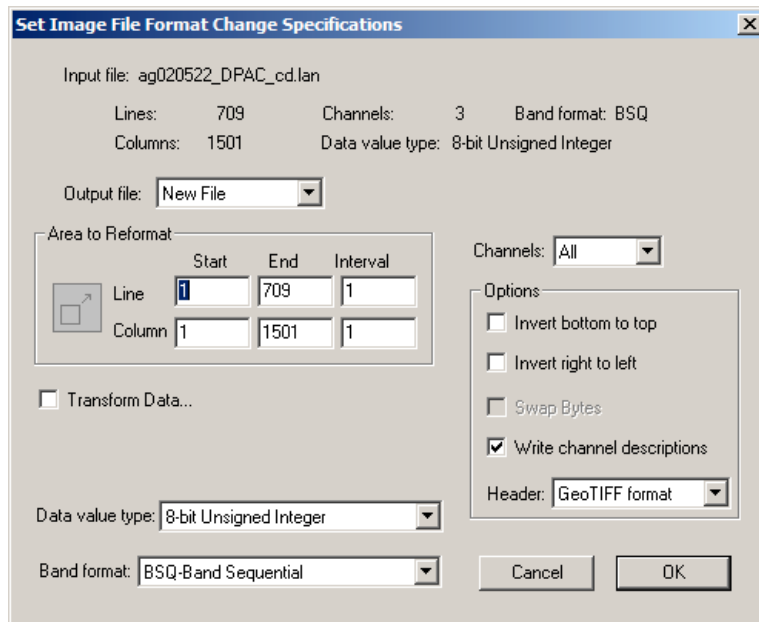 Set Image File Format Change Specifications
Input file: ag020522_DPAC_cd.lan
Lines: 709 Channels: 3 Band format: BSQ
Columns: 1501 Data value type: 8-bit Unsigned Integer
Output file: New File
Area to Reformat
Start End Interval
Line 1 709 1
Column 1 1501 1
Channels: All
Options
Invert bottom to top
Invert right to left
Swap Bytes
Write channel descriptions
Header: GeoTIFF format
Transform Data...
Data value type: 8-bit Unsigned Integer
Band format: BSQ-Band Sequential
Cancel OK